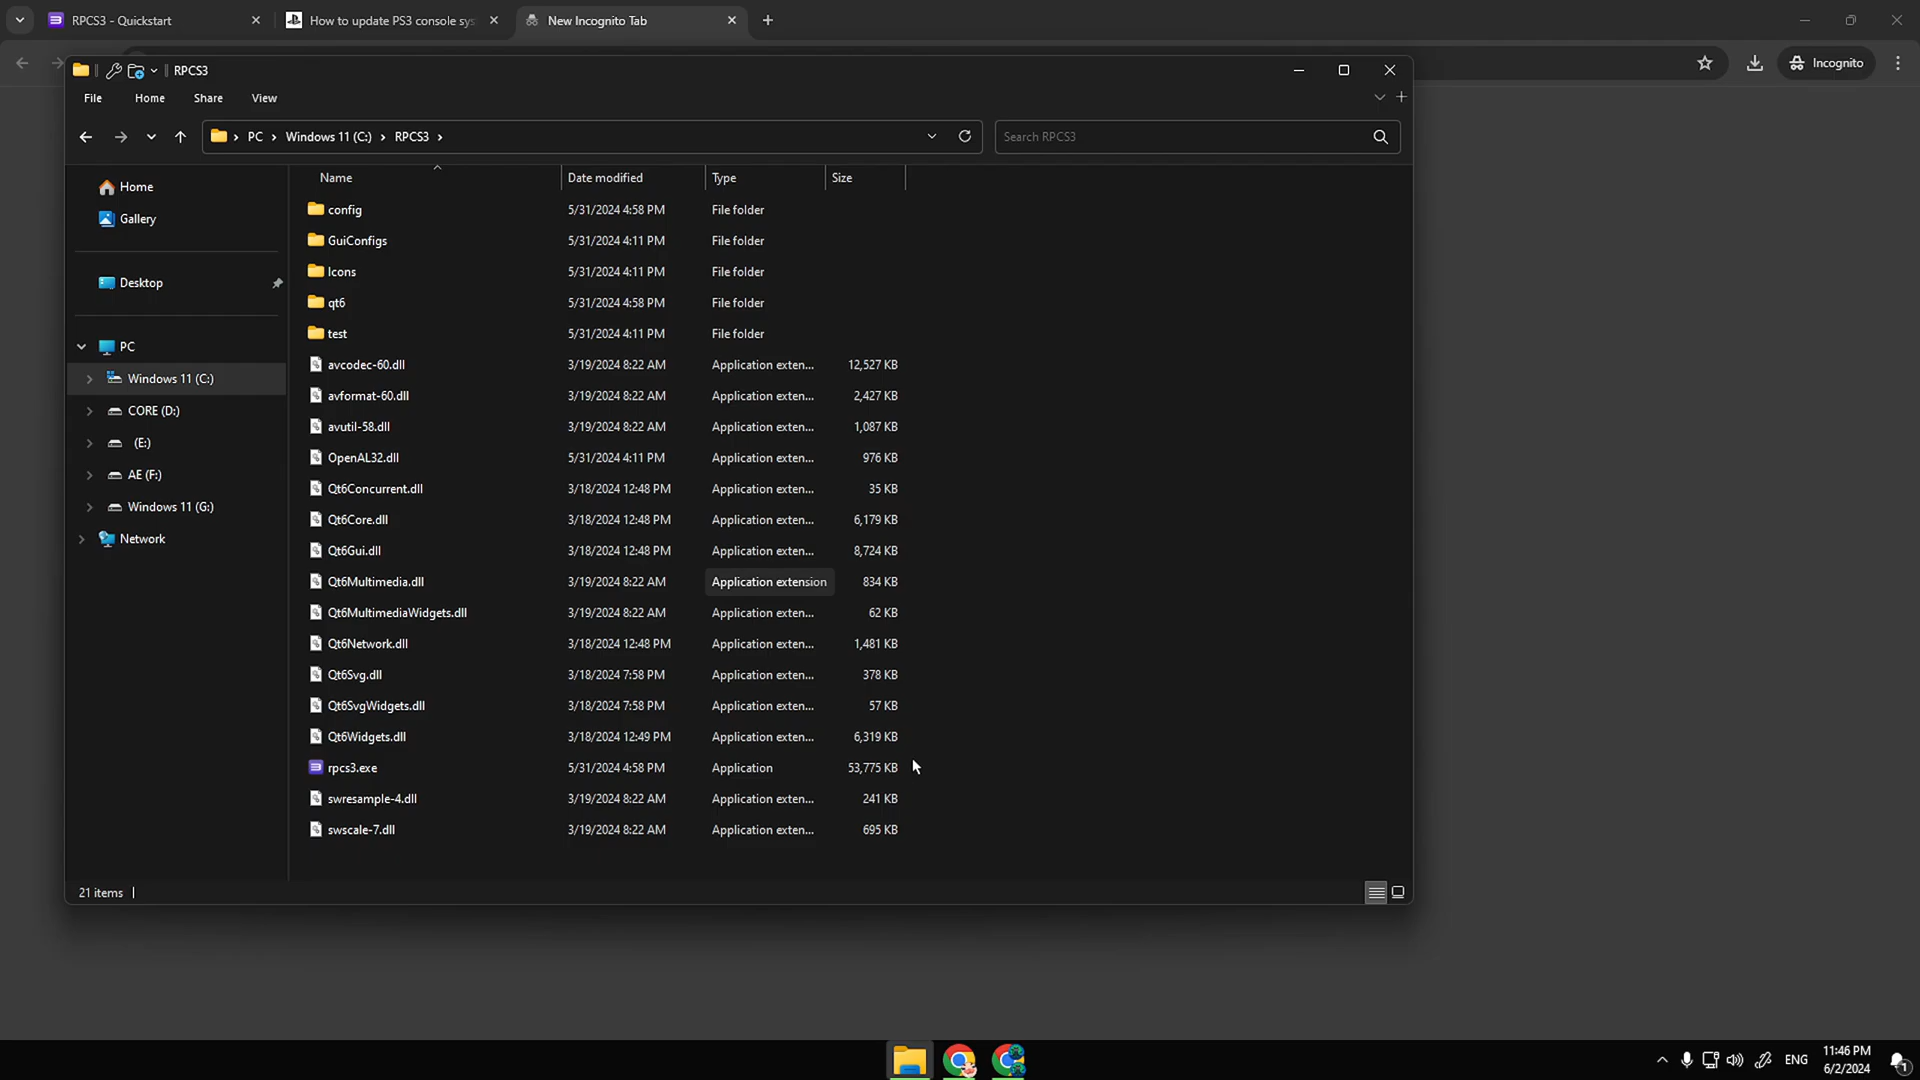 RPCS3 - Quickstart
How to update PS3 console sys
New Incognito Tab
Incognito
RPCS3
File Home Share View
PC Windows 11 (C:) RPCS3
Search RPCS3
Home
Gallery
Desktop
PC
Windows 11 (C:)
CORE (D:)
(E:)
AE (F:)
Windows 11 (G:)
Network
Name Date modified Type Size
config 5/31/2024 4:58 PM File folder
GuiConfigs 5/31/2024 4:11 PM File folder
Icons 5/31/2024 4:11 PM File folder
qt6 5/31/2024 4:58 PM File folder
test 5/31/2024 4:11 PM File folder
avcodec-60.dll 3/19/2024 8:22 AM Application exten... 12,527 KB
avformat-60.dll 3/19/2024 8:22 AM Application exten... 2,427 KB
avutil-58.dll 3/19/2024 8:22 AM Application exten... 1,087 KB
OpenAL32.dll 5/31/2024 4:11 PM Application exten... 976 KB
Qt6Concurrent.dll 3/18/2024 12:48 PM Application exten... 35 KB
Qt6Core.dll 3/18/2024 12:48 PM Application exten... 6,179 KB
Qt6Gui.dll 3/18/2024 12:48 PM Application exten... 8,724 KB
Qt6Multimedia.dll 3/19/2024 8:22 AM Application extension 834 KB
Qt6MultimediaWidgets.dll 3/19/2024 8:22 AM Application exten... 62 KB
Qt6Network.dll 3/18/2024 12:48 PM Application exten... 1,481 KB
Qt6Svg.dll 3/18/2024 7:58 PM Application exten... 378 KB
Qt6SvgWidgets.dll 3/18/2024 7:58 PM Application exten... 57 KB
Qt6Widgets.dll 3/18/2024 12:49 PM Application exten... 6,319 KB
rpcs3.exe 5/31/2024 4:58 PM Application 53,775 KB
swresample-4.dll 3/19/2024 8:22 AM Application exten... 241 KB
swscale-7.dll 3/19/2024 8:22 AM Application exten... 695 KB
21 items
ENG
11:46 PM
6/2/2024
1